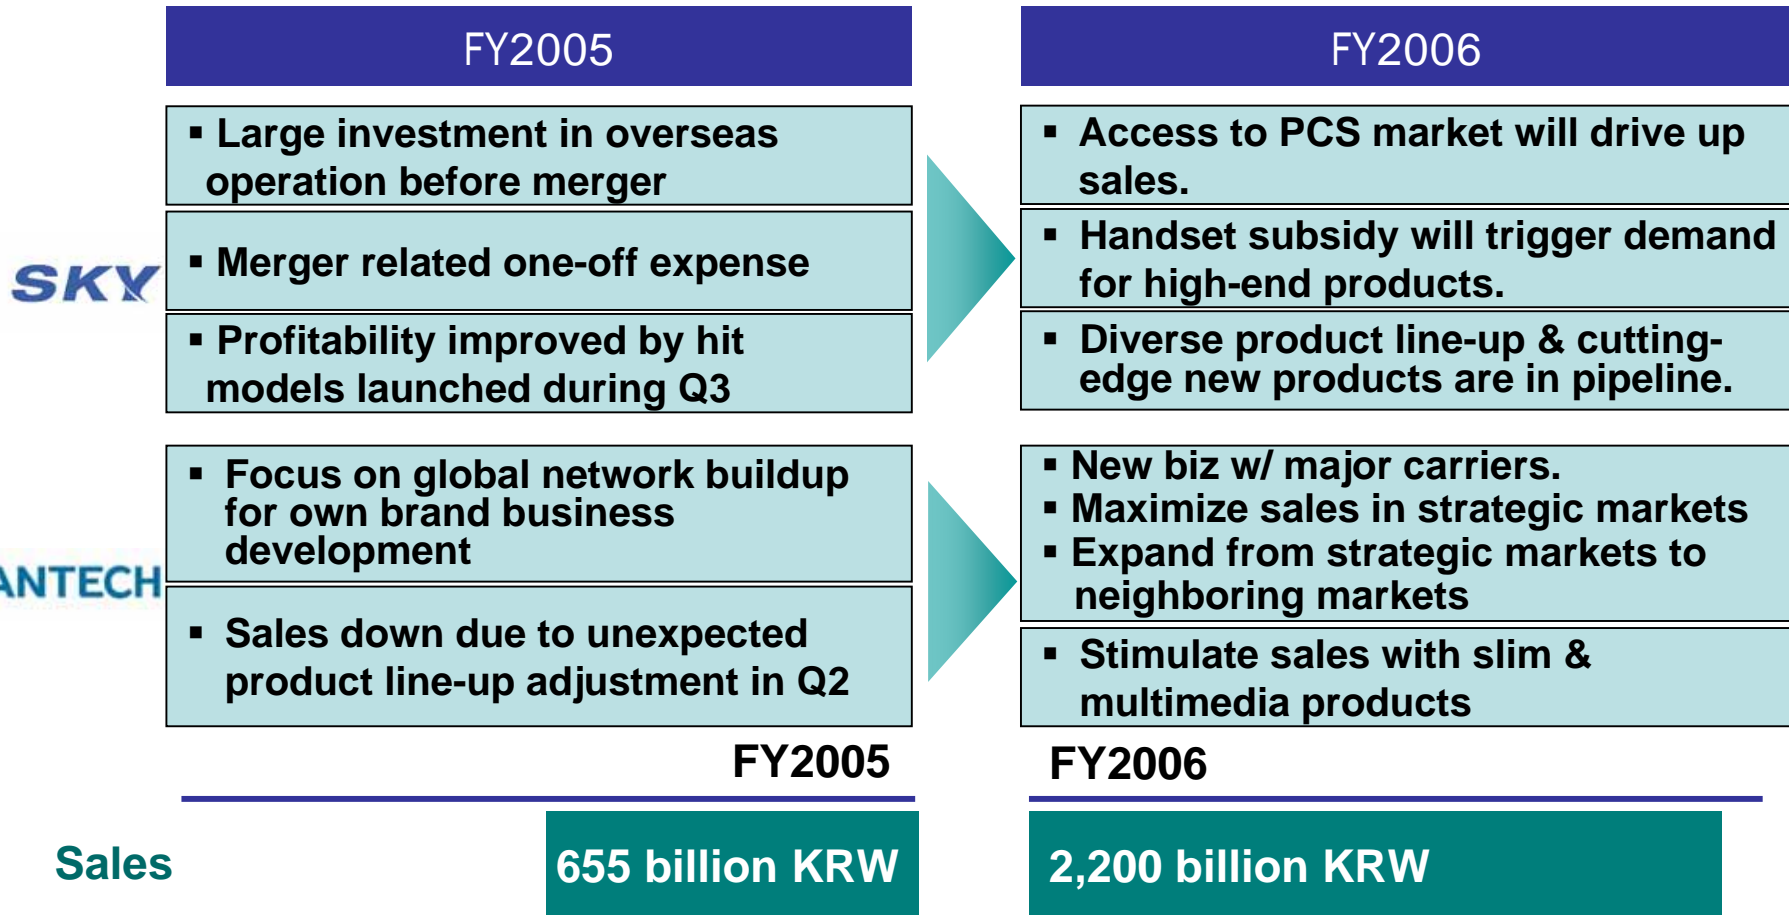 FY2005
FY2006
▪ Large investment in overseas
operation before merger
▪ Merger related one-off expense
▪ Profitability improved by hit
models launched during Q3
▪ Access to PCS market will drive up
sales.
▪ Handset subsidy will trigger demand
for high-end products.
▪ Diverse product line-up & cutting-
edge new products are in pipeline.
SKY
▪ Focus on global network buildup
for own brand business
development
▪ Sales down due to unexpected
product line-up adjustment in Q2
▪ New biz w/ major carriers.
▪ Maximize sales in strategic markets
▪ Expand from strategic markets to
neighboring markets
▪ Stimulate sales with slim &
multimedia products
ANTECH
FY2005
FY2006
Sales
655 billion KRW
2,200 billion KRW